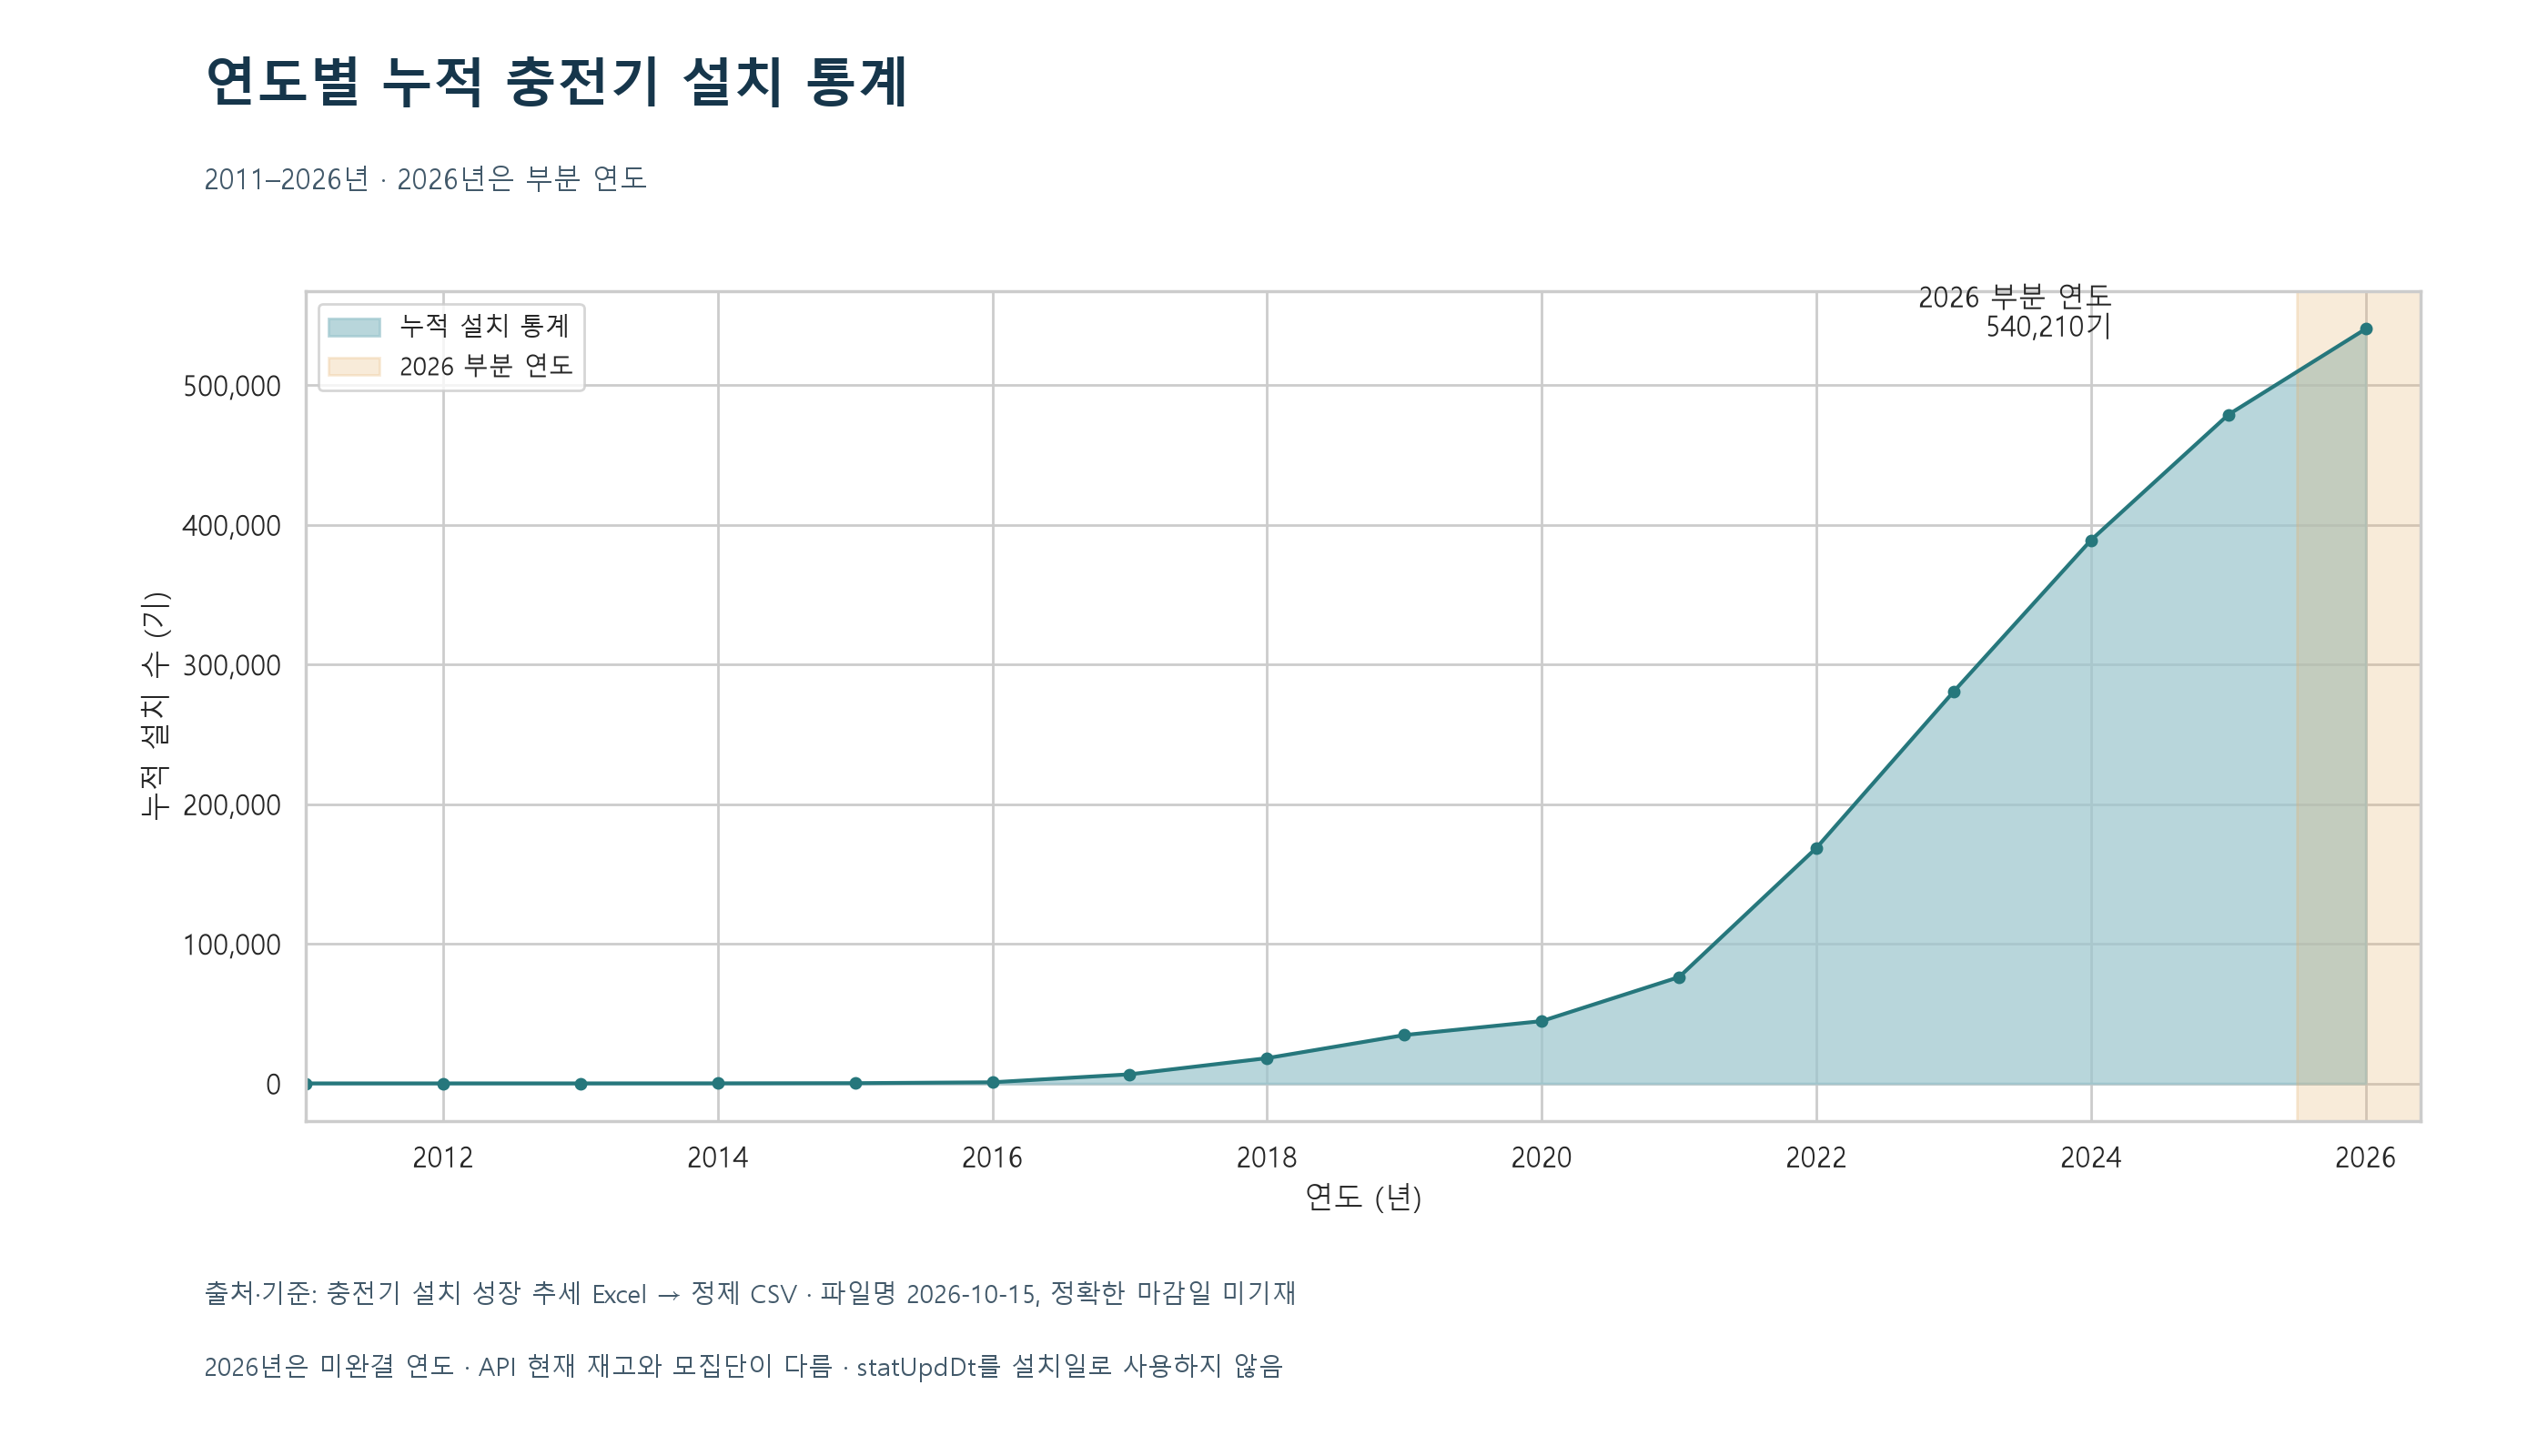 연도별 누적 충전기 설치 통계
2011–2026년 · 2026년은 부분 연도
2026 부분 연도
540,210기
누적 설치 통계
2026 부분 연도
누적 설치 수 (기)
500,000
400,000
300,000
200,000
100,000
0
2012 2014 2016 2018 2020 2022 2024 2026
연도 (년)
출처·기준: 충전기 설치 성장 추세 Excel → 정제 CSV · 파일명 2026-10-15, 정확한 마감일 미기재
2026년은 미완결 연도 · API 현재 재고와 모집단이 다름 · statUpdDt를 설치일로 사용하지 않음